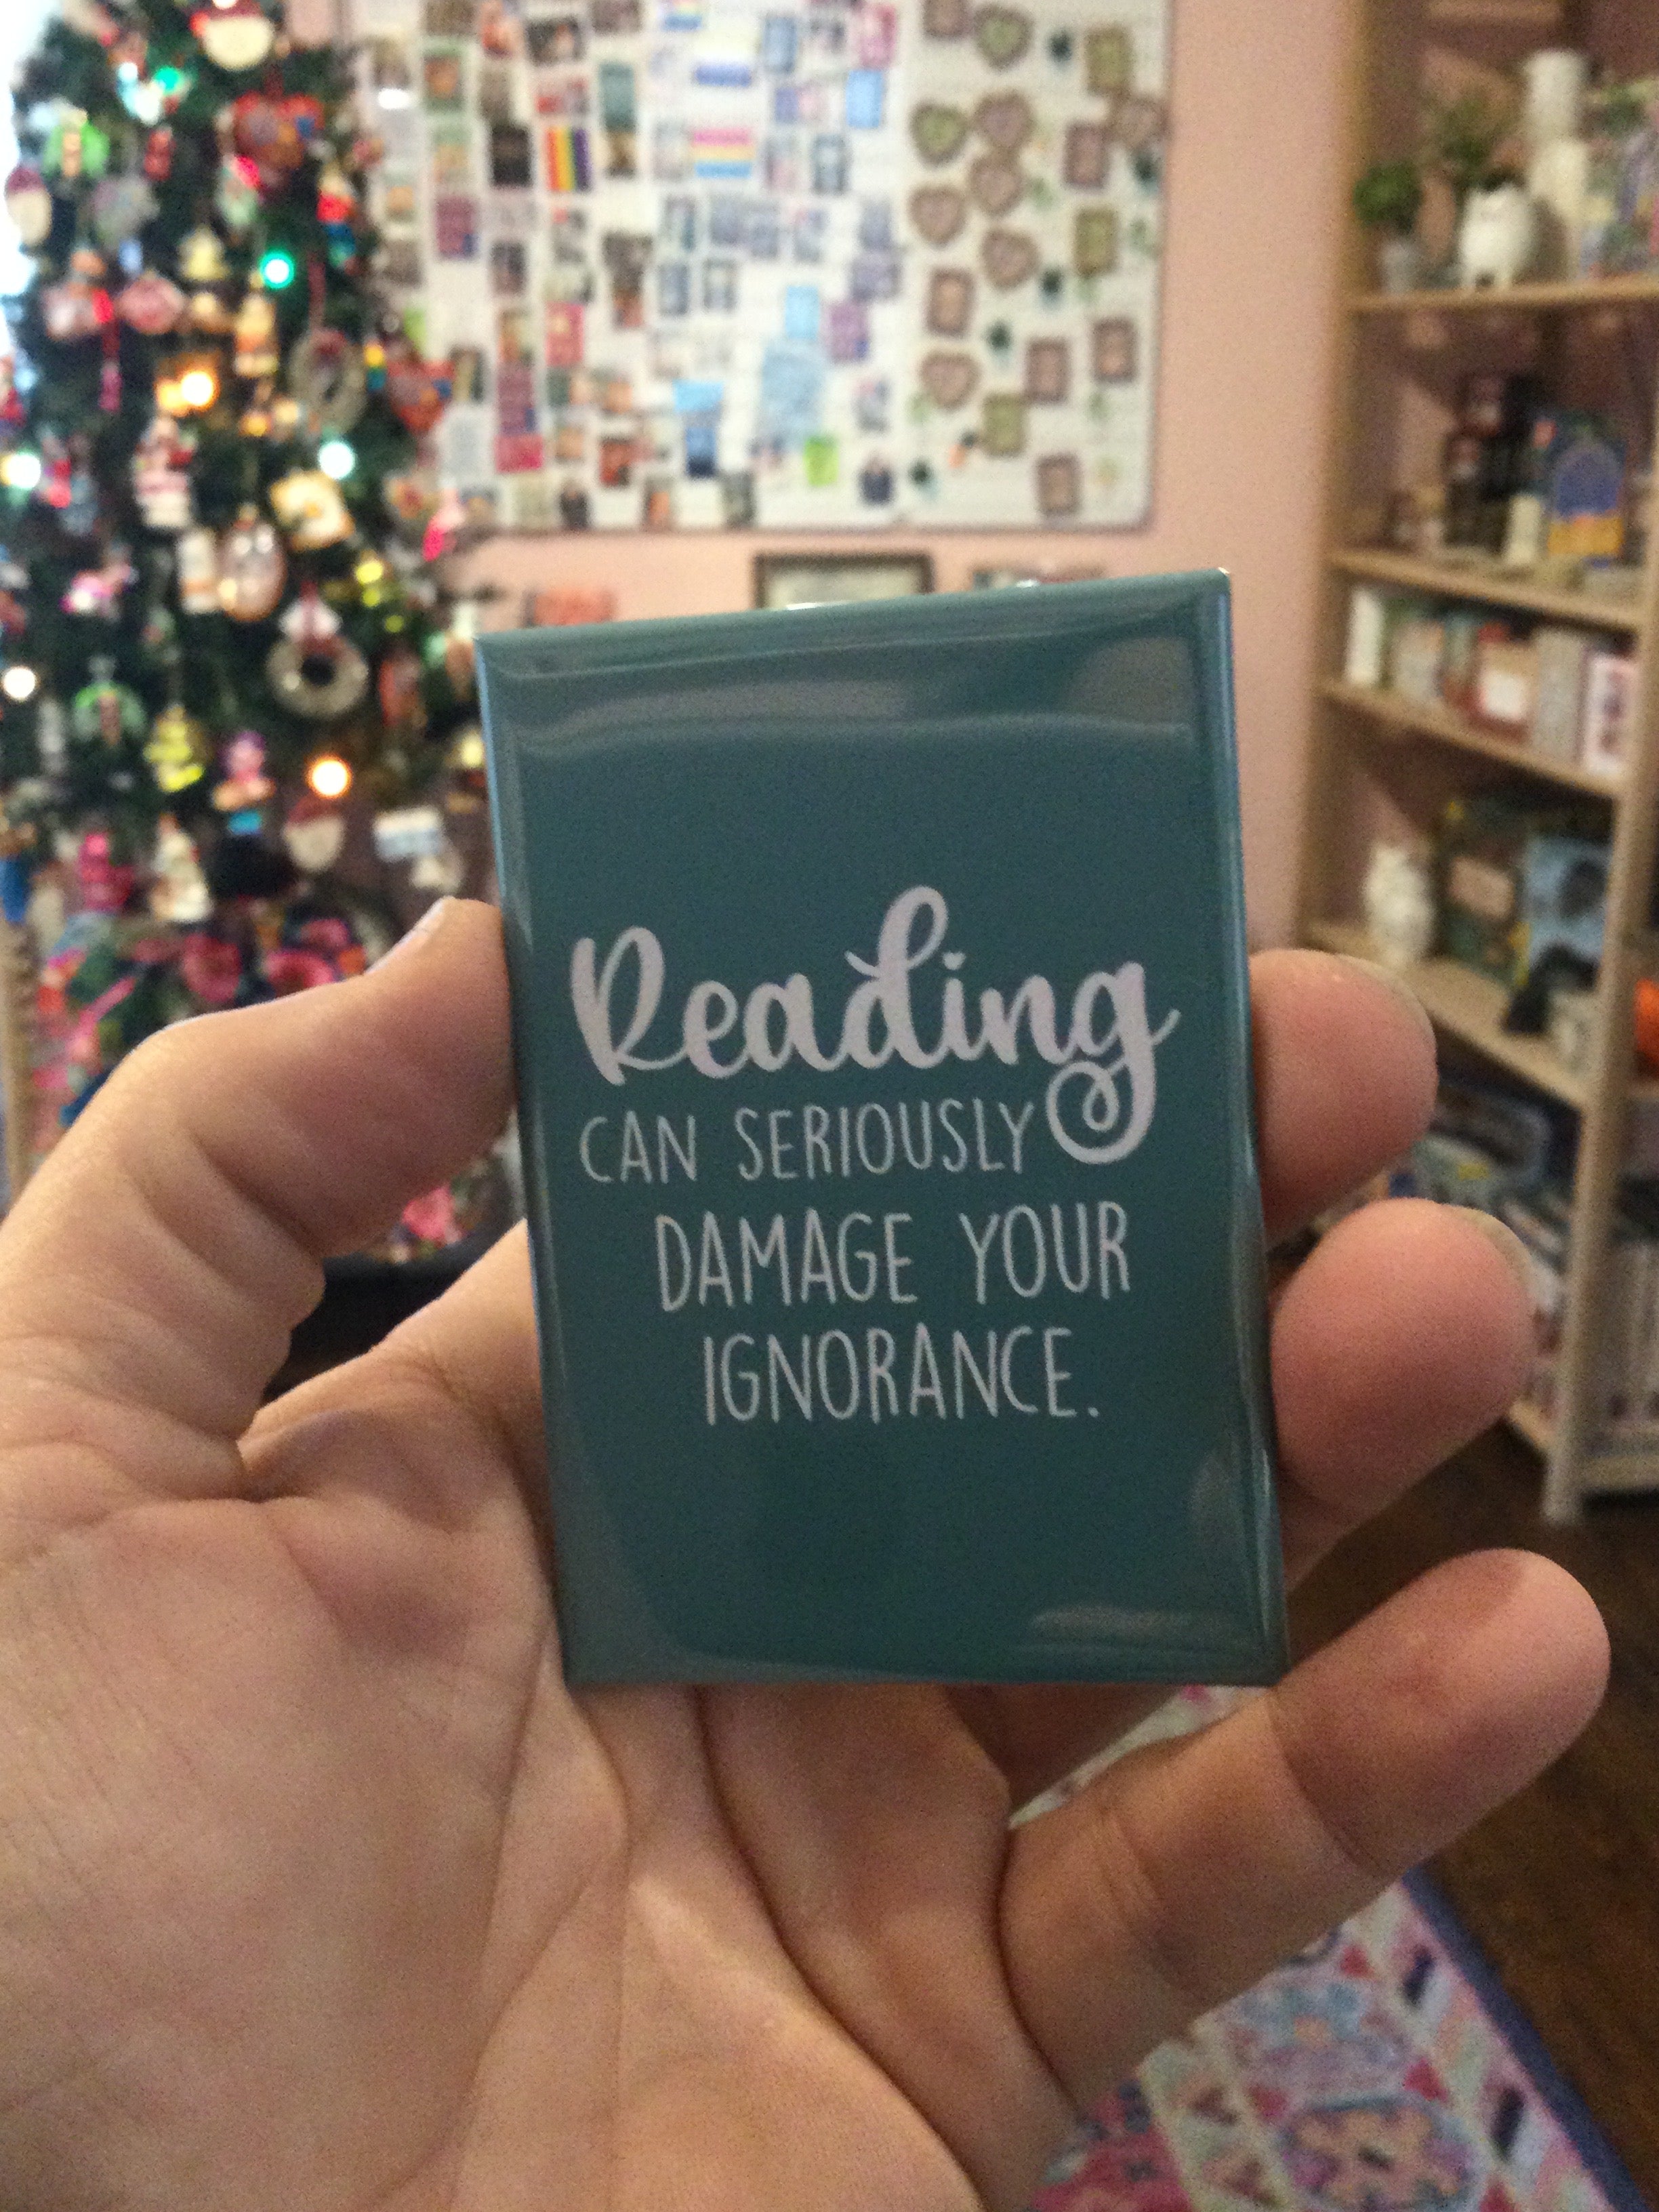 Reading
CAN SERIOUSLY
DAMAGE YOUR
IGNORANCE.